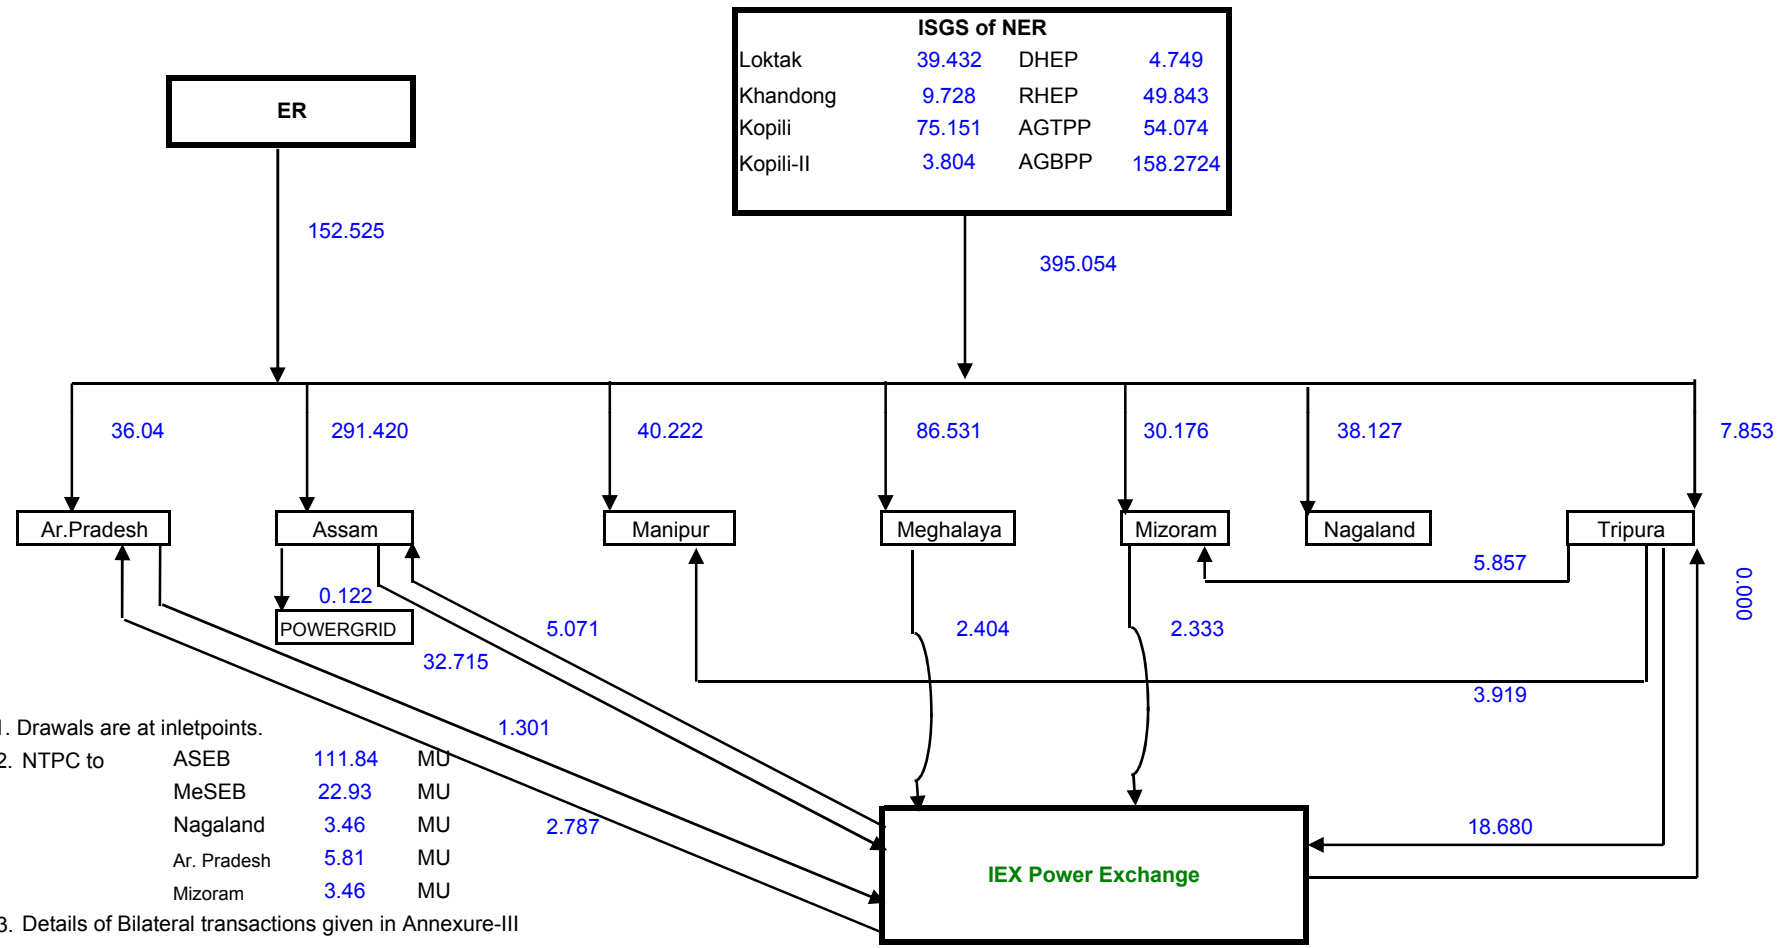 ISGS of NER
Loktak 39.432 DHEP 4.749
Khandong 9.728 RHEP 49.843
Kopili 75.151 AGTPP 54.074
Kopili-II 3.804 AGBPP 158.2724
ER
152.525
395.054
36.04 291.420 40.222 86.531 30.176 38.127 7.853
Ar.Pradesh Assam Manipur Meghalaya Mizoram Nagaland Tripura
5.857
0.000
0.122
POWERGRID
5.071 2.404 2.333
32.715
3.919
1. Drawals are at inletpoints.
1.301
2. NTPC to ASEB 111.84 MU
MeSEB 22.93 MU
Nagaland 3.46 MU
2.787
18.680
Ar. Pradesh 5.81 MU
Mizoram 3.46 MU
IEX Power Exchange
3. Details of Bilateral transactions given in Annexure-III